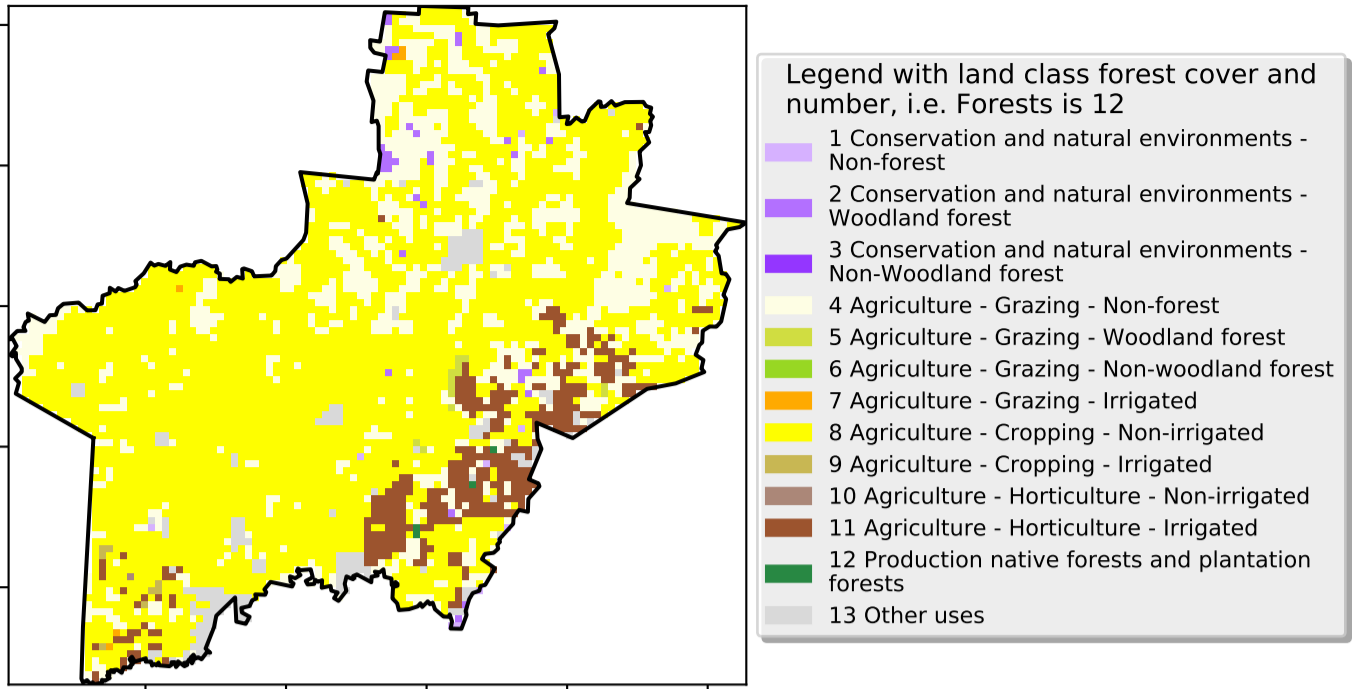 Legend with land class forest cover and
number, i.e. Forests is 12
1 Conservation and natural environments -
Non-forest
2 Conservation and natural environments -
Woodland forest
3 Conservation and natural environments -
Non-Woodland forest
4 Agriculture - Grazing - Non-forest
5 Agriculture - Grazing - Woodland forest
6 Agriculture - Grazing - Non-woodland forest
7 Agriculture - Grazing - Irrigated
8 Agriculture - Cropping - Non-irrigated
9 Agriculture - Cropping - Irrigated
10 Agriculture - Horticulture - Non-irrigated
11 Agriculture - Horticulture - Irrigated
12 Production native forests and plantation
forests
13 Other uses